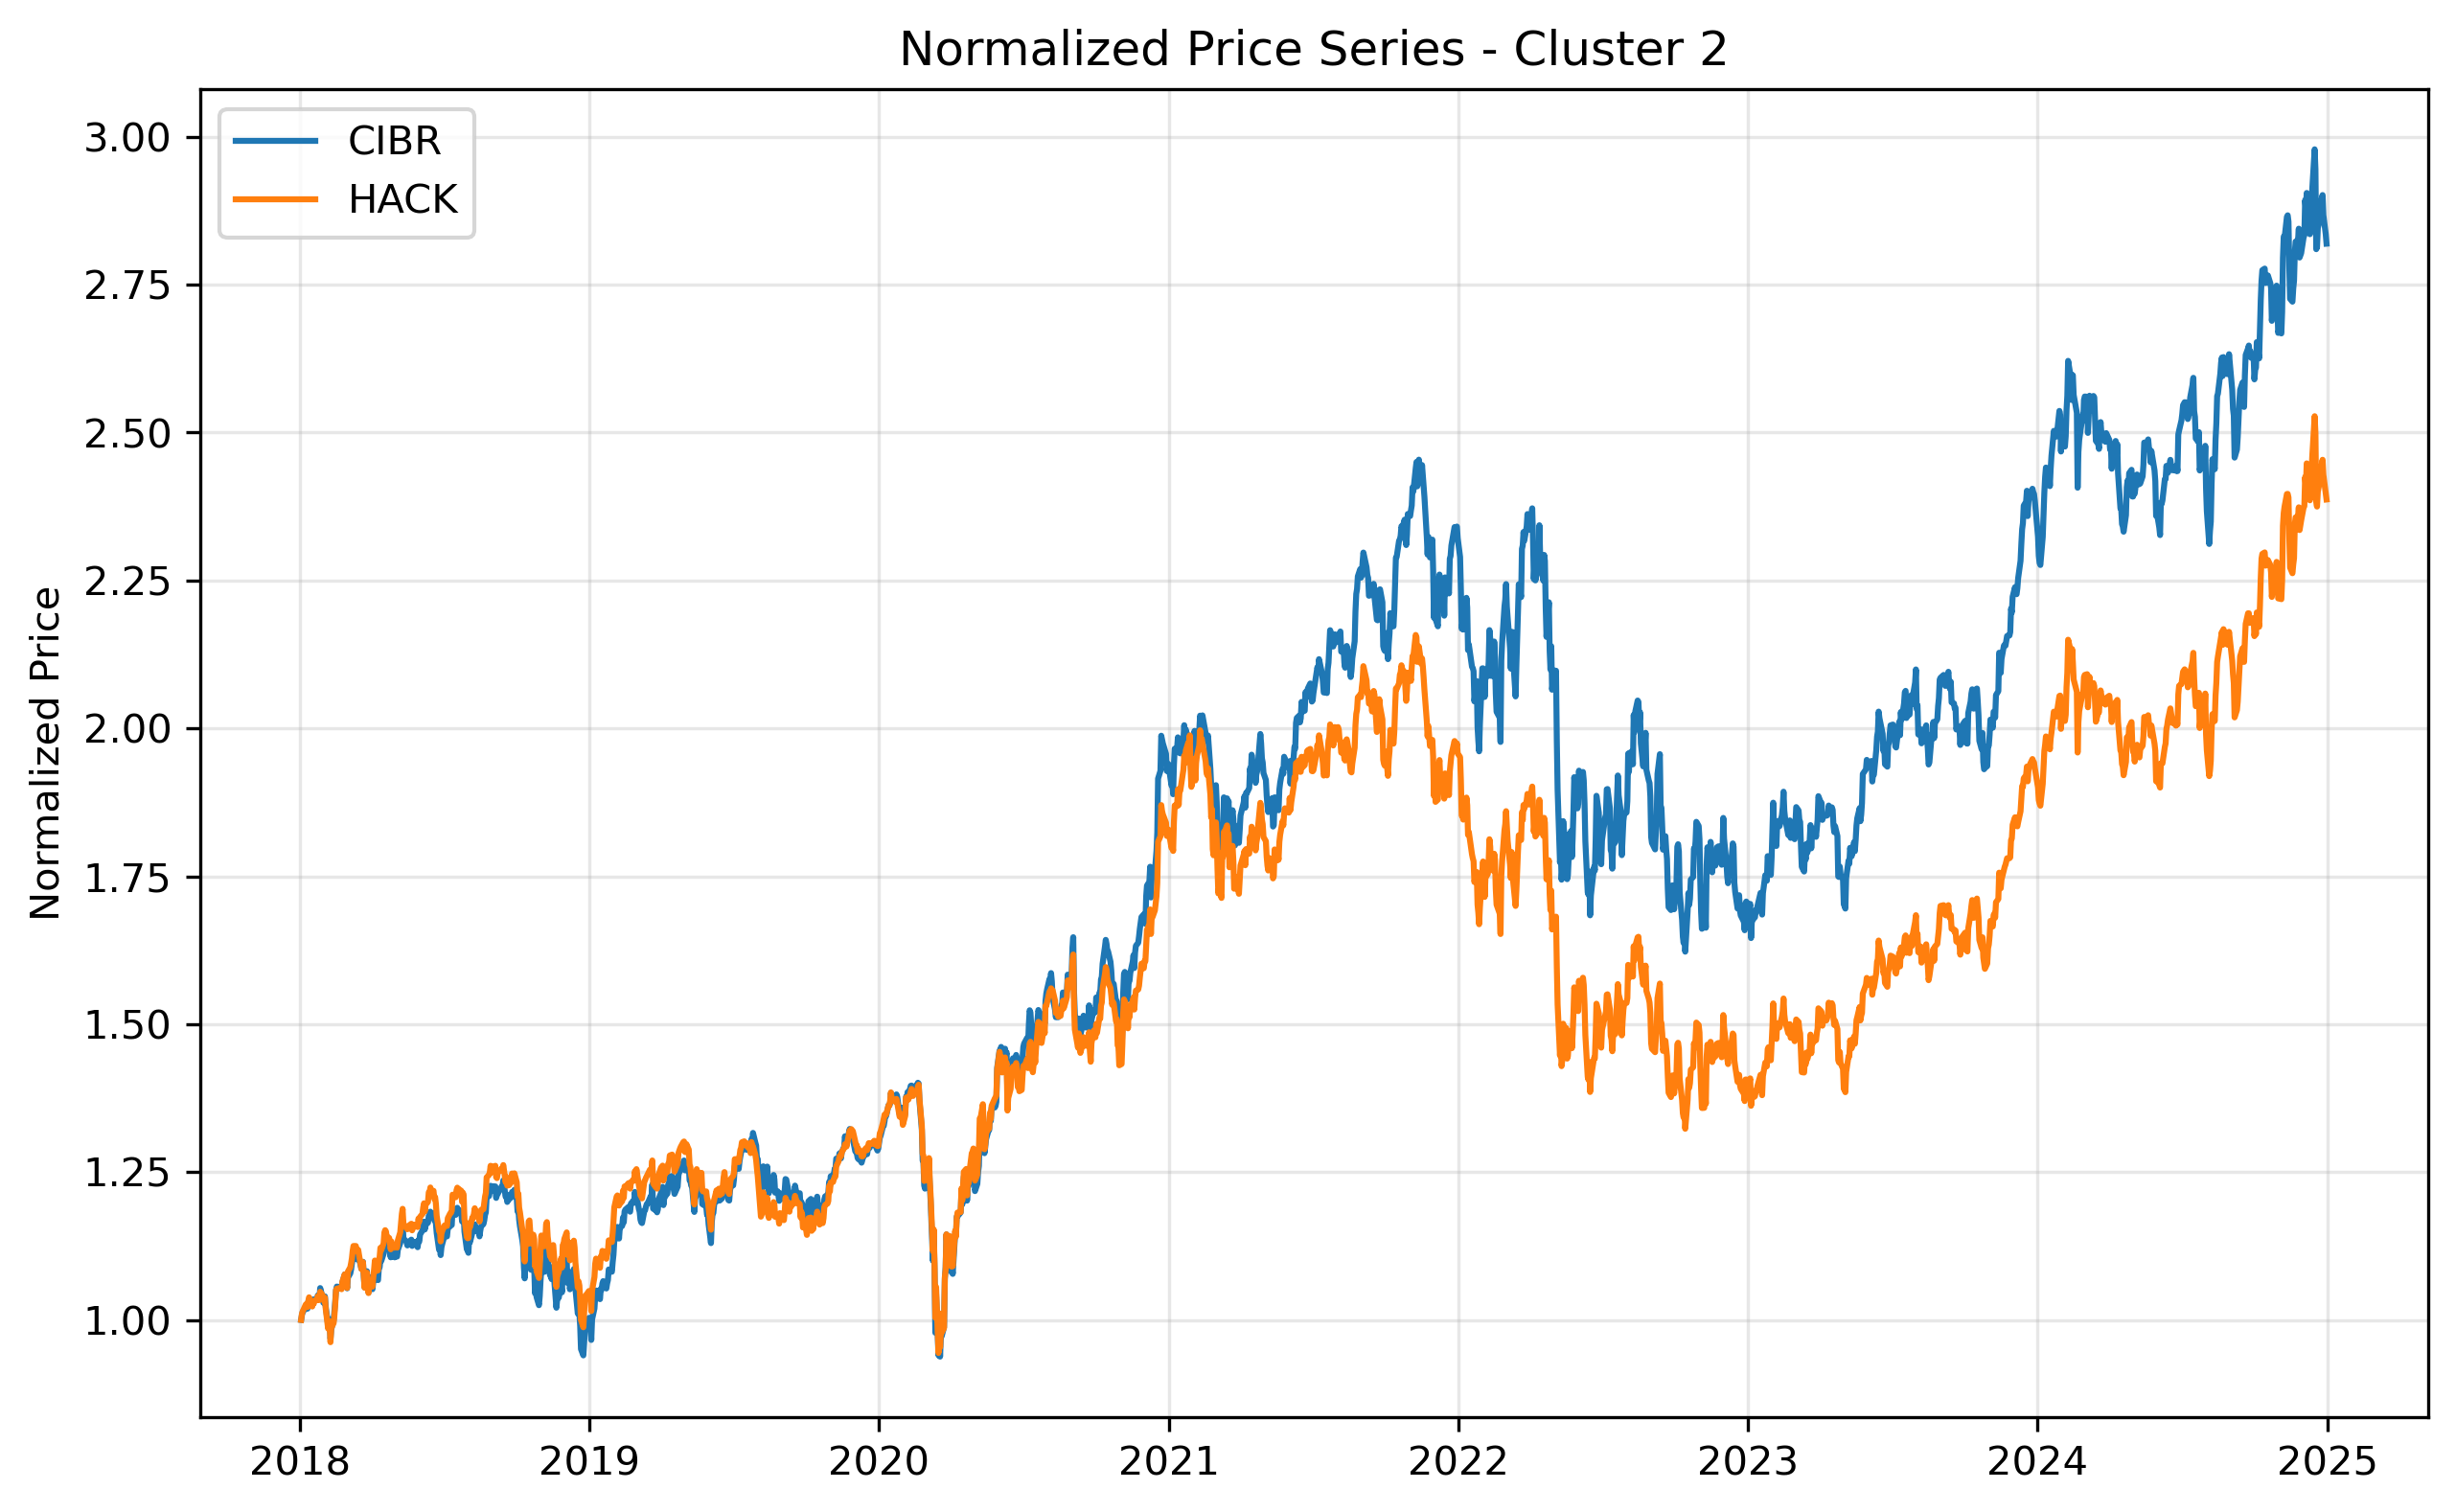 Normalized Price Series - Cluster 2
CIBR
HACK
Normalized Price
3.00
2.75
2.50
2.25
2.00
1.75
1.50
1.25
1.00
2018 2019 2020 2021 2022 2023 2024 2025